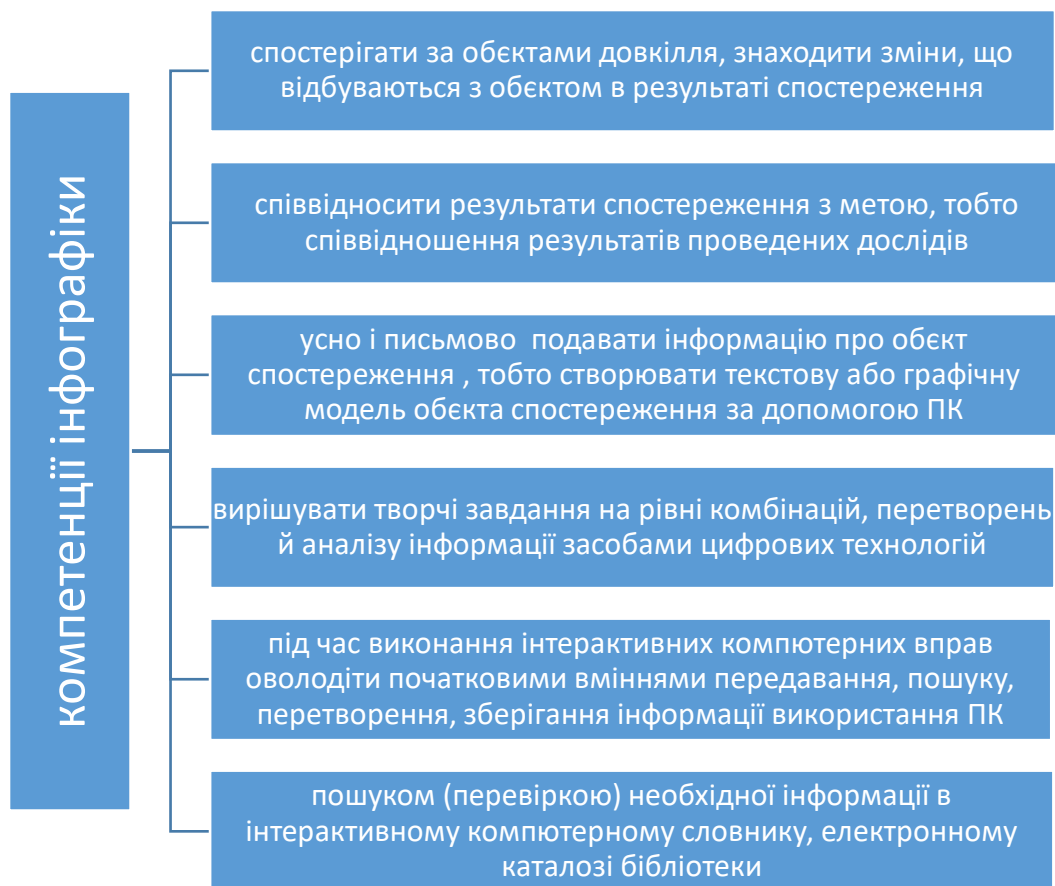 компетенції інфографіки
спостерігати за обєктами довкілля, знаходити зміни, що
відбуваються з обєктом в результаті спостереження
співвідносити результати спостереження з метою, тобто
співвідношення результатів проведених дослідів
усно і письмово  подавати інформацію про обєкт
спостереження , тобто створювати текстову або графічну
модель обєкта спостереження за допомогою ПК
вирішувати творчі завдання на рівні комбінацій, перетворень
й аналізу інформації засобами цифрових технологій
під час виконання інтерактивних компютерних вправ
оволодіти початковими вміннями передавання, пошуку,
перетворення, зберігання інформації використання ПК
пошуком (перевіркою) необхідної інформації в
інтерактивному компютерному словнику, електронному
каталозі бібліотеки